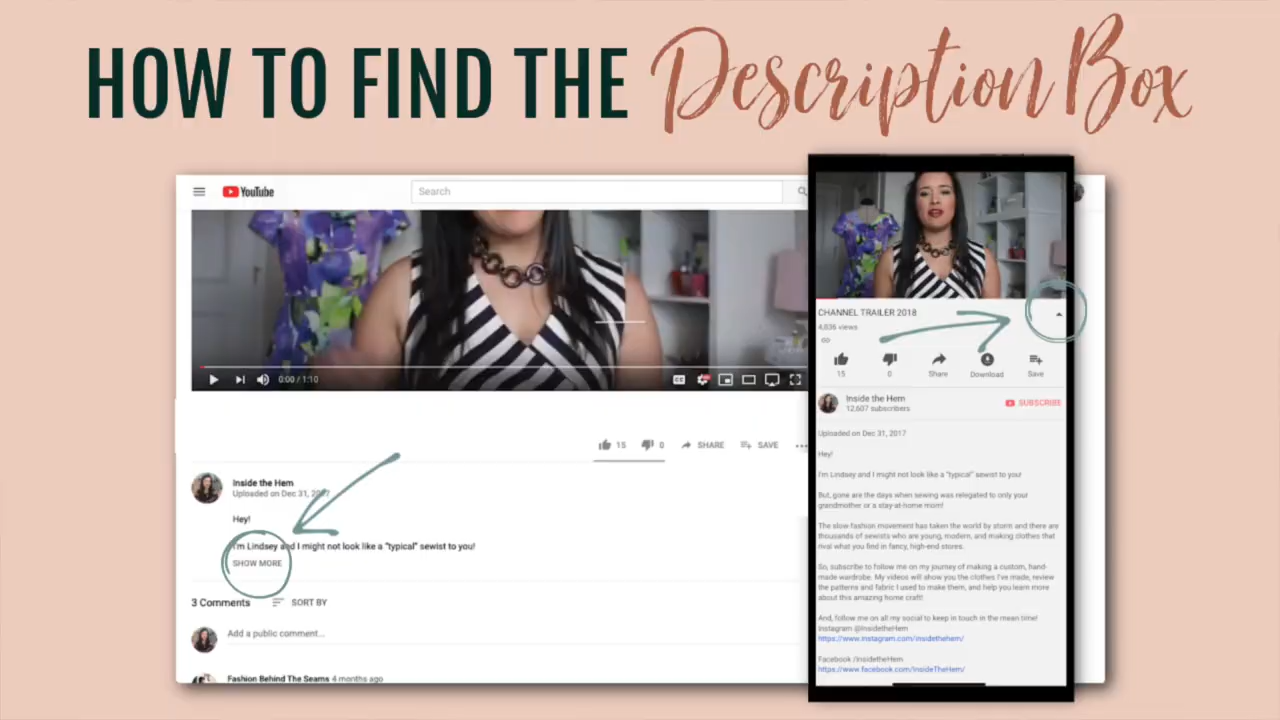 HOW TO FIND THE Description Box
YouTube
Search
0:00 / 1:10
15 0 SHARE SAVE
Inside the Hem
Uploaded on Dec 31, 2017
Hey!
I'm Lindsey and I might not look like a "typical" sewist to you!
SHOW MORE
3 Comments SORT BY
Add a public comment...
Fashion Behind The Seams 4 months ago
CHANNEL TRAILER 2018
4,836 views
15 0 Share Download Save
Inside the Hem
12,607 subscribers
SUBSCRIBE
Uploaded on Dec 31, 2017
Hey!
I'm Lindsey and I might not look like a "typical" sewist to you!
But, gone are the days when sewing was relegated to only your
grandmother or a stay-at-home mom!
The slow fashion movement has taken the world by storm and there are
thousands of sewists who are young, modern, and making clothes that
rival what you find in fancy, high-end stores.
So, subscribe to follow me on my journey of making a custom, hand-
made wardrobe. My videos will show you the clothes I've made, review
the patterns and fabric I used to make them, and help you learn more
about this amazing home craft!
And, follow me on all my social to keep in touch in the mean time!
Instagram @InsidetheHem
https://www.instagram.com/insidethehem/
Facebook /InsidetheHem
https://www.facebook.com/InsideTheHem/